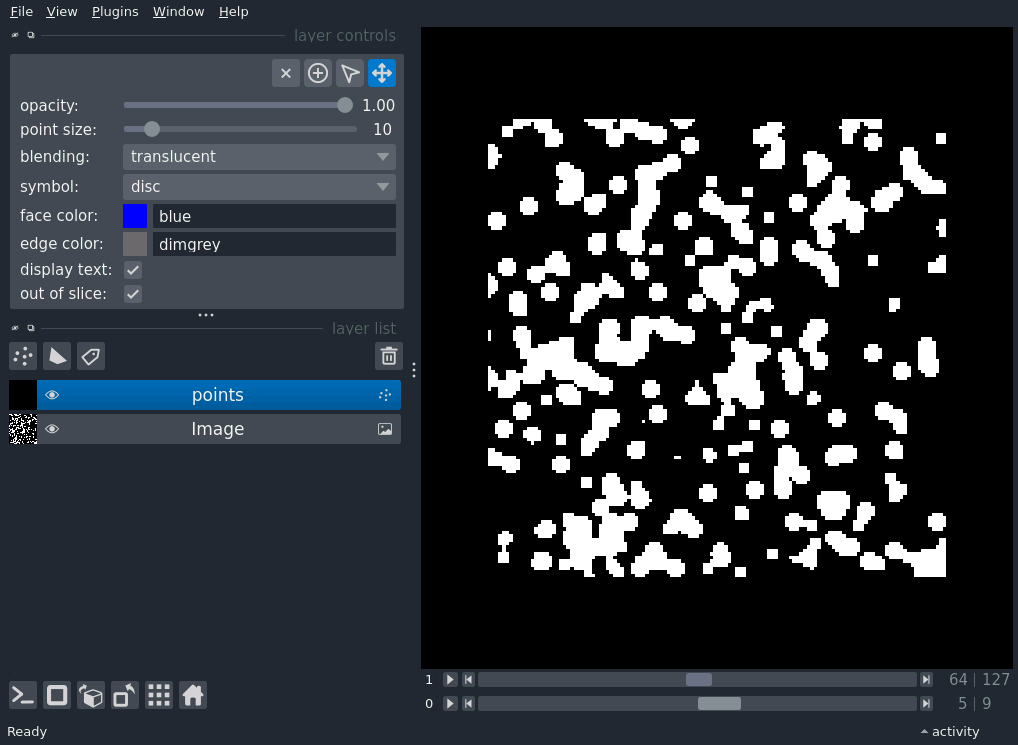 File View Plugins Window Help
layer controls
opacity: 1.00
point size: 10
blending: translucent
symbol: disc
face color: blue
edge color: dimgrey
display text:
out of slice:
layer list
points
Image
1 64 | 127
0 5 | 9
Ready activity